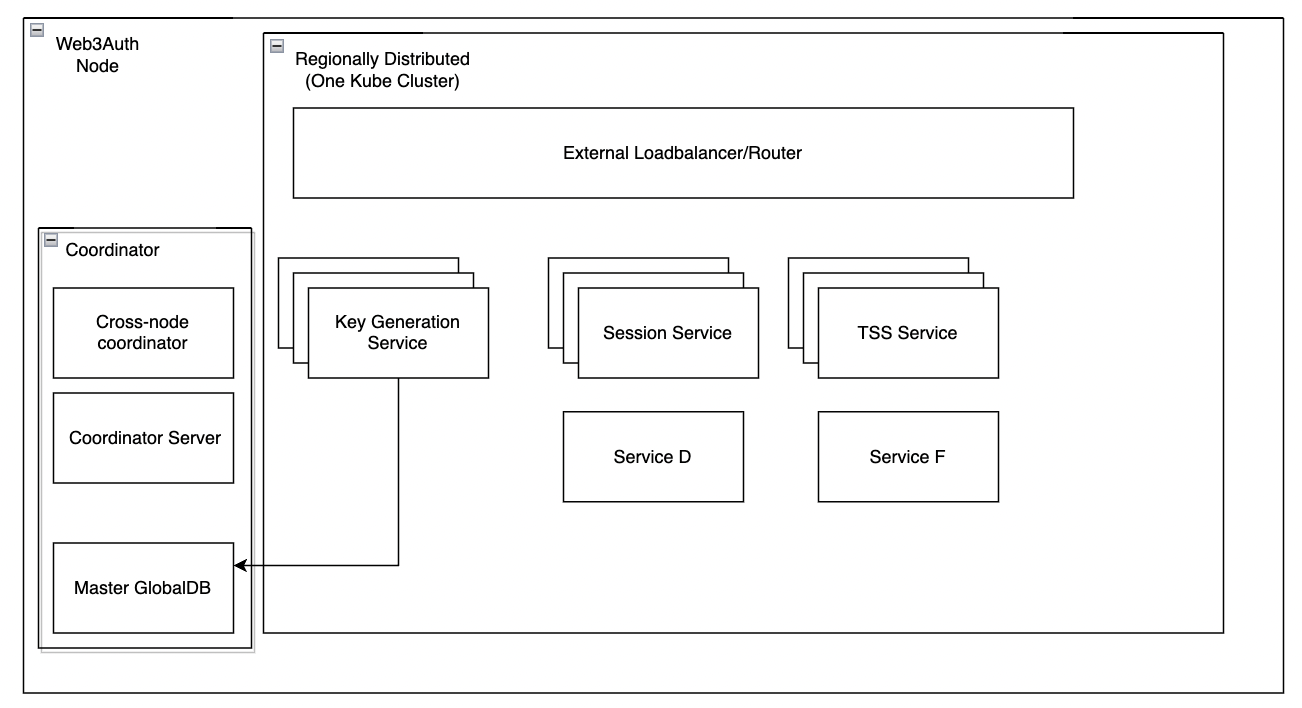 Web3Auth
Node
Regionally Distributed
(One Kube Cluster)
External Loadbalancer/Router
Coordinator
Cross-node
coordinator
Key Generation
Service
Session Service
TSS Service
Coordinator Server
Service D
Service F
Master GlobalDB